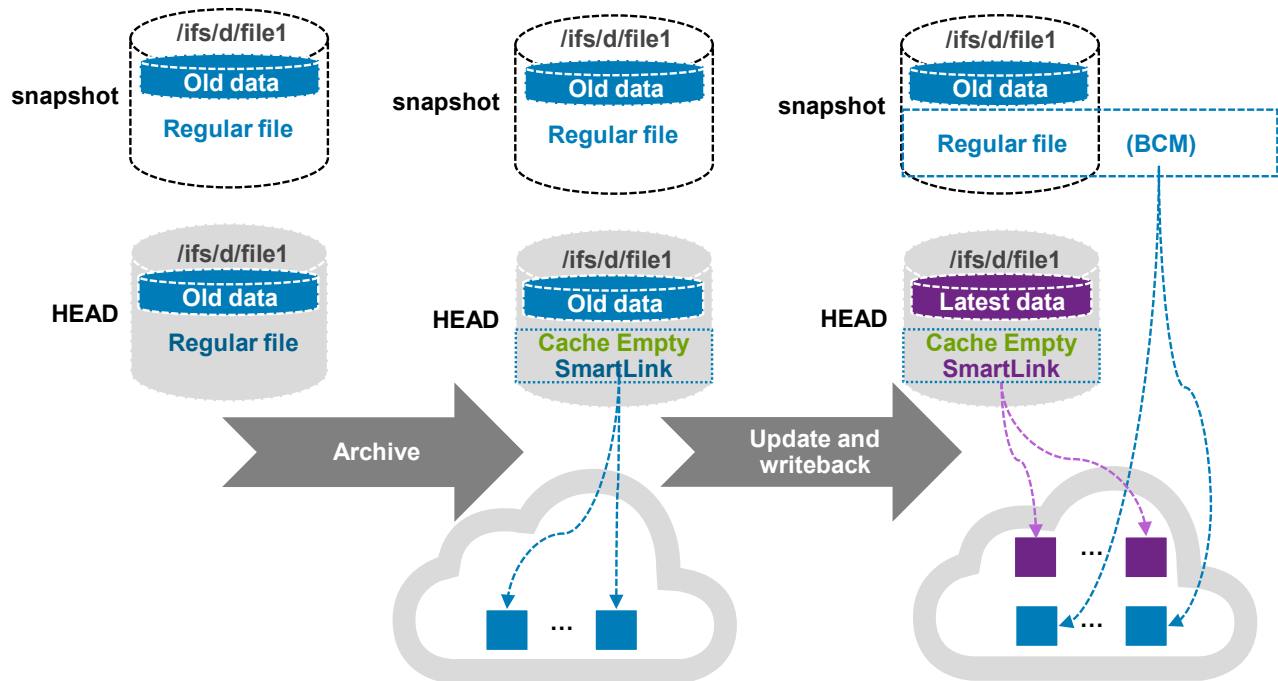 /ifs/d/file1
Old data
snapshot
Regular file
/ifs/d/file1
Old data
snapshot
Regular file
/ifs/d/file1
Old data
snapshot
Regular file
(BCM)
/ifs/d/file1
Old data
HEAD
Regular file
/ifs/d/file1
Old data
HEAD
Cache Empty
SmartLink
/ifs/d/file1
Latest data
HEAD
Cache Empty
SmartLink
Archive
Update and
writeback
...
...
...